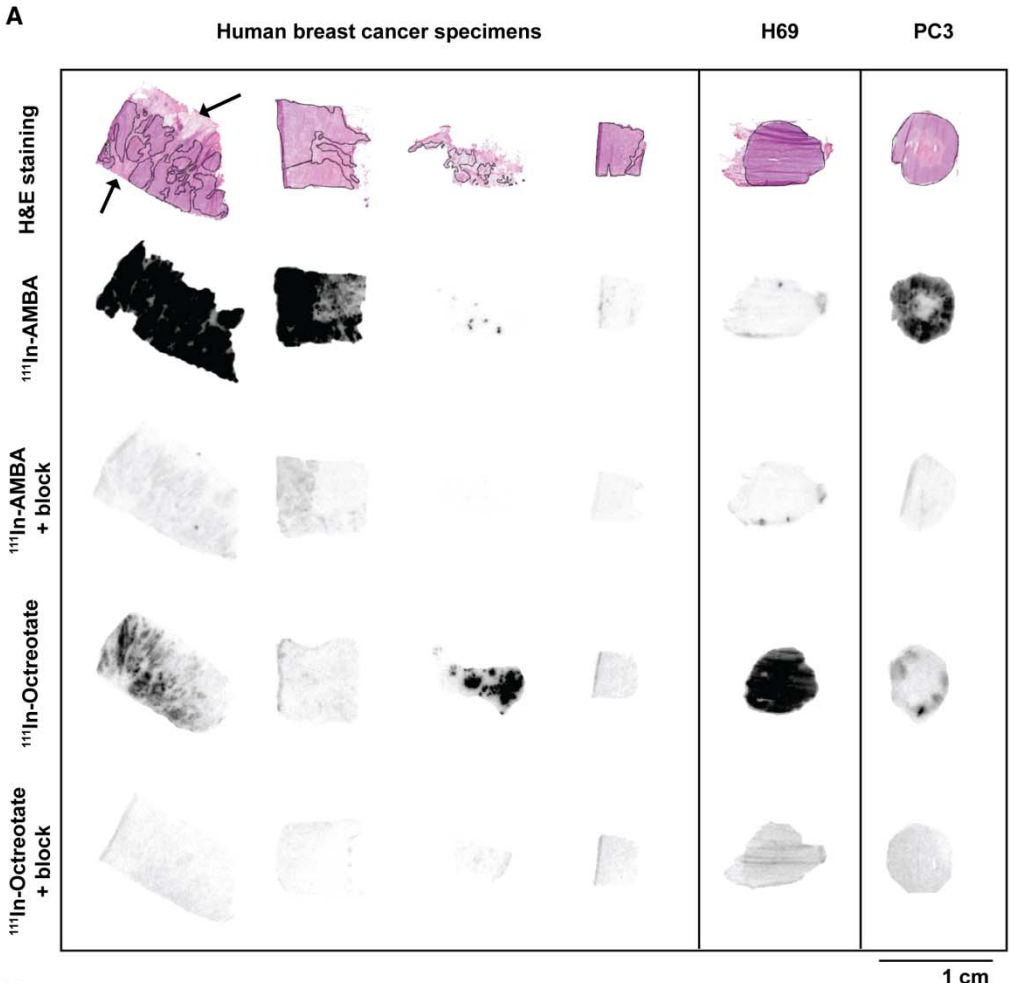 A
Human breast cancer specimens
H69
PC3
H&E staining
¹¹¹In-AMBA
¹¹¹In-AMBA
+ block
¹¹¹In-Octreotate
¹¹¹In-Octreotate
+ block
1 cm